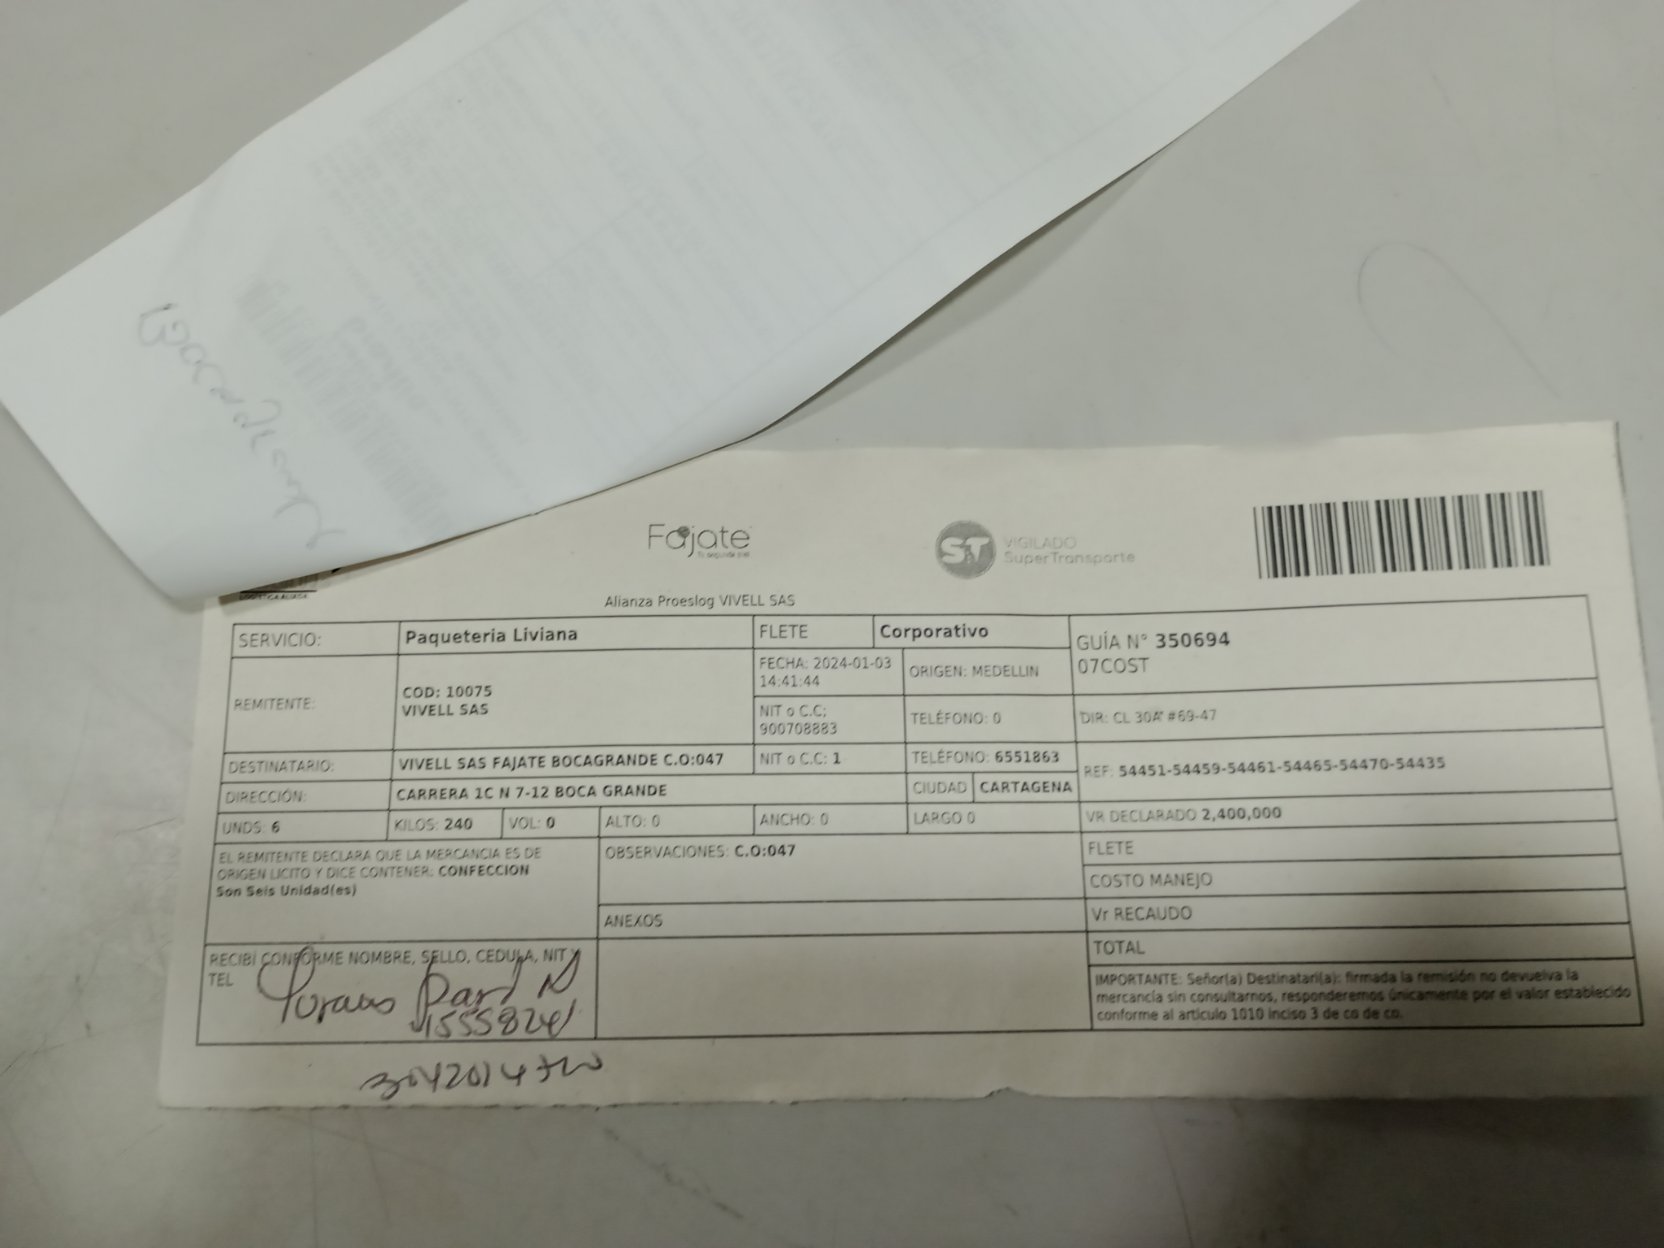 Fajate
Tu segunda piel
ST
VIGILADO
SuperTransporte
Alianza Proeslog VIVELL SAS
SERVICIO: Paqueteria Liviana FLETE Corporativo
GUÍA N° 350694
07COST
REMITENTE: COD: 10075
VIVELL SAS
FECHA: 2024-01-03
14:41:44
ORIGEN: MEDELLIN
NIT o C.C:
900708883
TELÉFONO: 0
DIR: CL 30A #69-47
DESTINATARIO: VIVELL SAS FAJATE BOCAGRANDE C.O:047 NIT o C.C: 1 TELÉFONO: 6551863
REF: 54451-54459-54461-54465-54470-54435
DIRECCIÓN: CARRERA 1C N 7-12 BOCA GRANDE CIUDAD CARTAGENA
UNDS: 6 KILOS: 240 VOL: 0 ALTO: 0 ANCHO: 0 LARGO 0 VR DECLARADO 2,400,000
EL REMITENTE DECLARA QUE LA MERCANCIA ES DE
ORIGEN LICITO Y DICE CONTENER: CONFECCION
Son Seis Unidad(es)
OBSERVACIONES: C.O:047
ANEXOS
FLETE
COSTO MANEJO
Vr RECAUDO
TOTAL
RECIBÍ CONFORME NOMBRE, SELLO, CEDULA, NIT Y
TEL
IMPORTANTE: Señor(a) Destinatari(a): firmada la remisión no devuelva la
mercancía sin consultarnos, responderemos únicamente por el valor establecido
conforme al articulo 1010 inciso 3 de co de co.